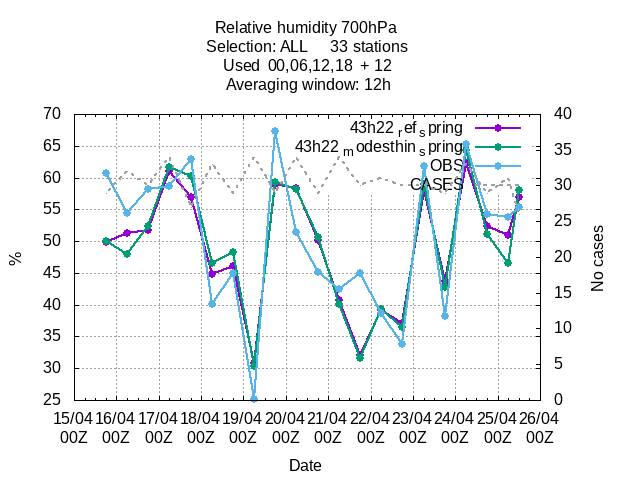 Relative humidity 700hPa
Selection: ALL 33 stations
Used 00,06,12,18 + 12
Averaging window: 12h
70
65
60
55
50
45
40
35
30
25
%
40
35
30
25
20
15
10
5
0
No cases
43h22 ref spring
43h22 modesthin spring
OBS
CASES
15/04 16/04 17/04 18/04 19/04 20/04 21/04 22/04 23/04 24/04 25/04 26/04
00Z 00Z 00Z 00Z 00Z 00Z 00Z 00Z 00Z 00Z 00Z 00Z
Date